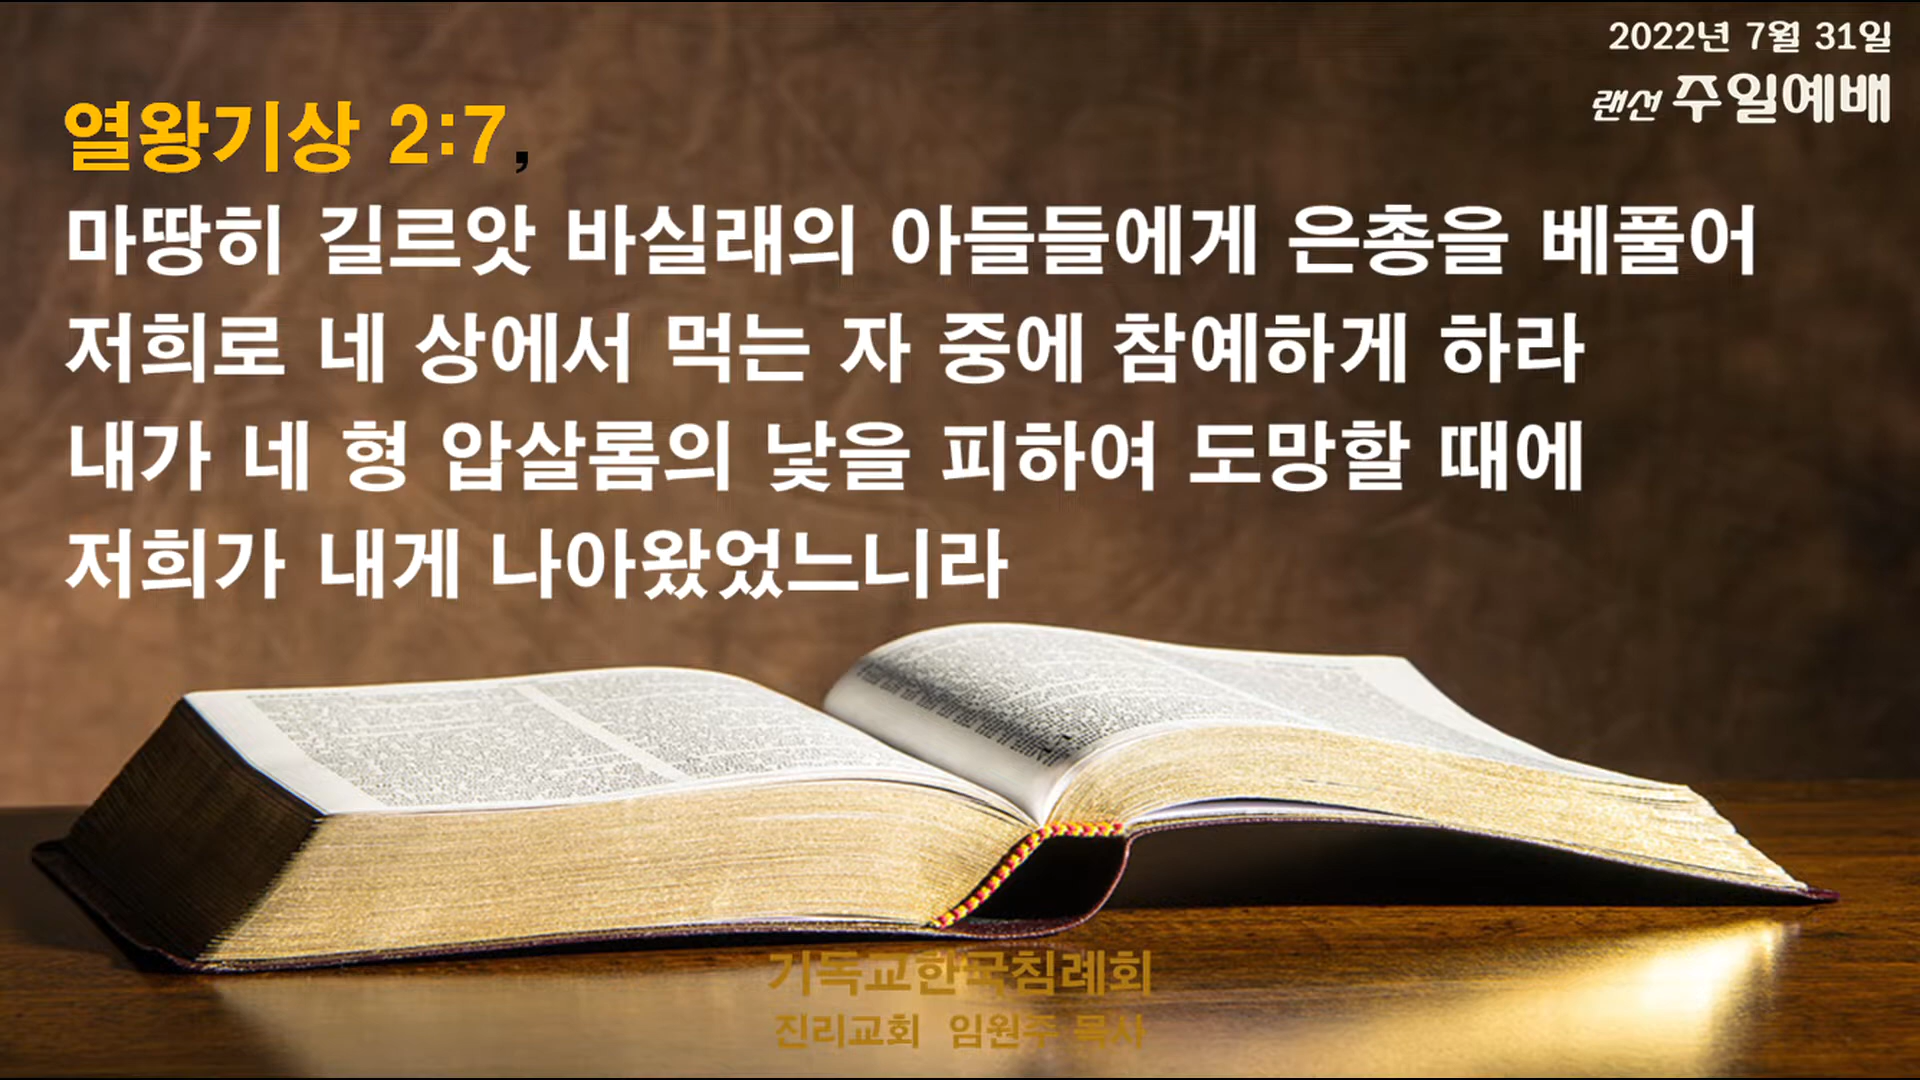 2022년 7월 31일
랜선 주일예배
열왕기상 2:7,
마땅히 길르앗 바실래의 아들들에게 은총을 베풀어
저희로 네 상에서 먹는 자 중에 참예하게 하라
내가 네 형 압살롬의 낯을 피하여 도망할 때에
저희가 내게 나아왔었느니라
기독교한국침례회
진리교회 임원주 목사